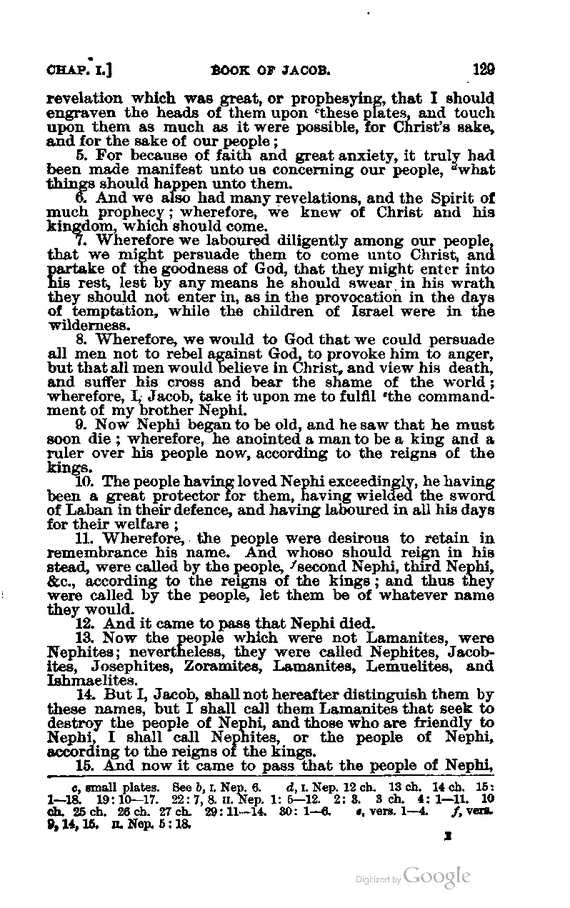 CHAP. I.] BOOK OF JACOB. 129
revelation which was great, or prophesying, that I should
engraven the heads of them upon ᶜthese plates, and touch
upon them as much as it were possible, for Christ's sake,
and for the sake of our people;
5. For because of faith and great anxiety, it truly had
been made manifest unto us concerning our people, ᵈwhat
things should happen unto them.
6. And we also had many revelations, and the Spirit of
much prophecy; wherefore, we knew of Christ and his
kingdom, which should come.
7. Wherefore we laboured diligently among our people,
that we might persuade them to come unto Christ, and
partake of the goodness of God, that they might enter into
his rest, lest by any means he should swear in his wrath
they should not enter in, as in the provocation in the days
of temptation, while the children of Israel were in the
wilderness.
8. Wherefore, we would to God that we could persuade
all men not to rebel against God, to provoke him to anger,
but that all men would believe in Christ, and view his death,
and suffer his cross and bear the shame of the world;
wherefore, I, Jacob, take it upon me to fulfil ᵉthe command-
ment of my brother Nephi.
9. Now Nephi began to be old, and he saw that he must
soon die; wherefore, he anointed a man to be a king and a
ruler over his people now, according to the reigns of the
kings.
10. The people having loved Nephi exceedingly, he having
been a great protector for them, having wielded the sword
of Laban in their defence, and having laboured in all his days
for their welfare;
11. Wherefore, the people were desirous to retain in
remembrance his name. And whoso should reign in his
stead, were called by the people, ᶠsecond Nephi, third Nephi,
&c., according to the reigns of the kings; and thus they
were called by the people, let them be of whatever name
they would.
12. And it came to pass that Nephi died.
13. Now the people which were not Lamanites, were
Nephites; nevertheless, they were called Nephites, Jacob-
ites, Josephites, Zoramites, Lamanites, Lemuelites, and
Ishmaelites.
14. But I, Jacob, shall not hereafter distinguish them by
these names, but I shall call them Lamanites that seek to
destroy the people of Nephi, and those who are friendly to
Nephi, I shall call Nephites, or the people of Nephi,
according to the reigns of the kings.
15. And now it came to pass that the people of Nephi,
c, small plates. See b, I. Nep. 6. d, I. Nep. 12 ch. 13 ch. 14 ch. 15:
1—18. 19: 10—17. 22: 7, 8. II. Nep. 1: 5—12. 2: 3. 3 ch. 4: 1—11. 10
ch. 25 ch. 26 ch. 27 ch. 29: 11—14. 30: 1—6. e, vers. 1—4. f, vers.
9, 14, 15. II. Nep. 5: 18.
I
Digitized by Google